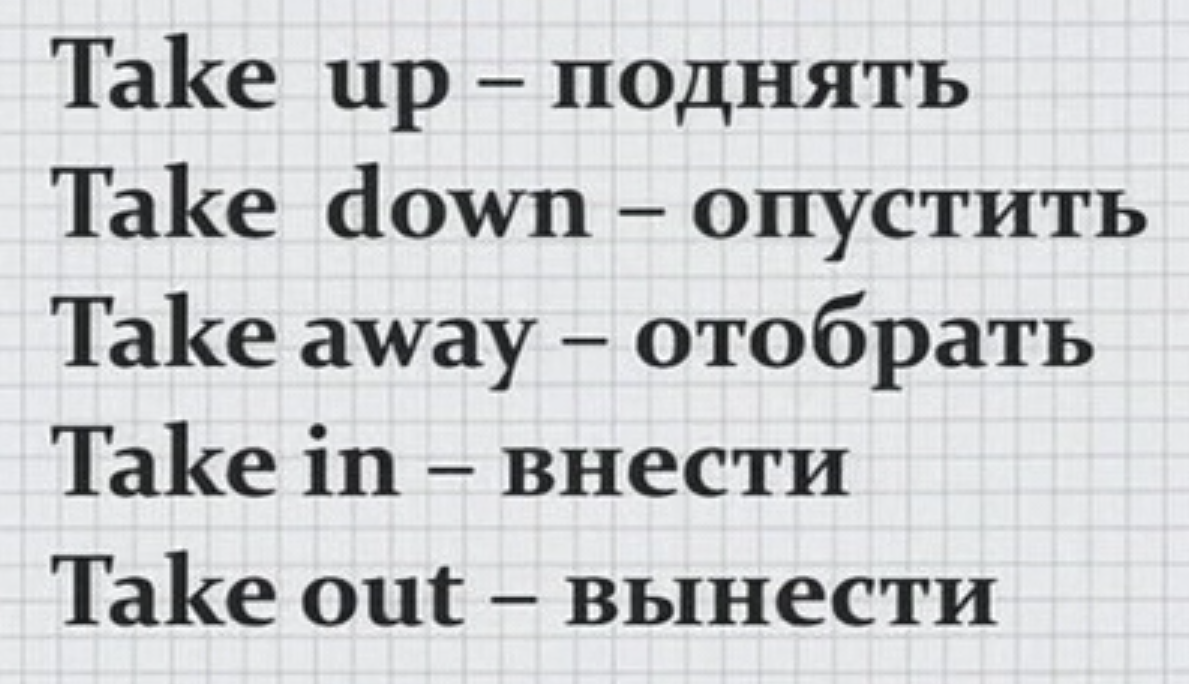 Take up – поднять
Take down – опустить
Take away – отобрать
Take in – внести
Take out – вынести